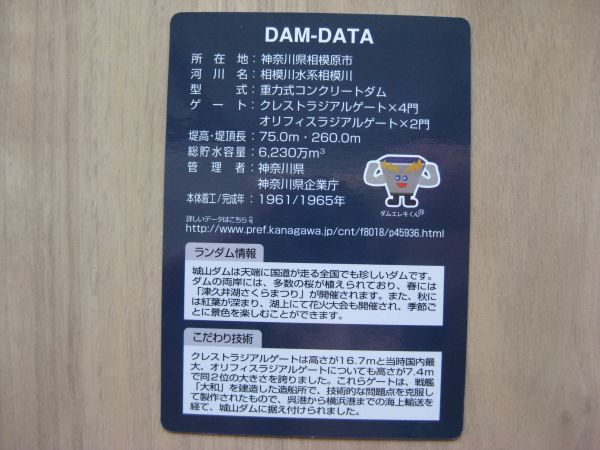 DAM-DATA
所在地：神奈川県相模原市
河川名：相模川水系相模川
型式：重力式コンクリートダム
ゲート：クレストラジアルゲート×4門
オリフィスラジアルゲート×2門
堤高・堤頂長：75.0m・260.0m
総貯水容量：6,230万m³
管理者：神奈川県
神奈川県企業庁
本体着工/完成年：1961/1965年
ダムエレキくん
詳しいデータはこちら
http://www.pref.kanagawa.jp/cnt/f8018/p45936.html
ランダム情報
城山ダムは天端に国道が走る全国でも珍しいダムです。
ダムの両岸には、多数の桜が植えられており、春には
「津久井湖さくらまつり」が開催されます。また、秋に
は紅葉が深まり、湖上にて花火大会も開催され、季節ご
とに景色を楽しむことができます。
こだわり技術
クレストラジアルゲートは高さが16.7mと当時国内最
大、オリフィスラジアルゲートについても高さが7.4m
で同2位の大きさを誇りました。これらゲートは、戦艦
「大和」を建造した造船所で、技術的な問題点を克服し
て製作されたもので、呉港から横浜港までの海上輸送を
経て、城山ダムに据え付けられました。